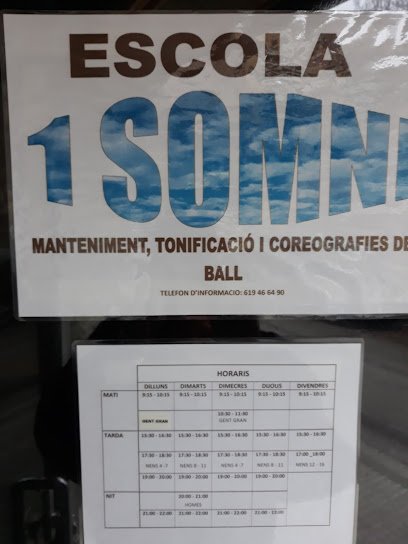 ESCOLA
1 SOMNI
MANTENIMENT, TONIFICACIÓ I COREOGRAFIES DE
BALL
TELEFON D'INFORMACIO: 619 46 64 90
HORARIS
DILLUNS DIMARTS DIMECRES DIJOUS DIVENDRES
MATI 9:15 - 10:15 9:15 - 10:15 9:15 - 10:15 9:15 - 10:15 9:15 - 10:15
10:30 - 11:30
GENT GRAN GENT GRAN
TARDA 15:30 - 16:30 15:30 - 16:30 15:30 - 16:30 15:30 - 16:30 15:30 - 16:30
17:30 - 18:30 17:30 - 18:30 17:30 - 18:30 17:30 - 18:30 17:00 _ 18:00
NENS 4 -7 NENS 8 - 11 NENS 4 -7 NENS 8 - 11 NENS 12 - 16
19:00 - 20:00 19:00 - 20:00 19:00 - 20:00 19:00 - 20:00
NIT 20:00 - 21:00
HOMES
21:00 - 22:00 21:00 - 22:00 21:00 - 22:00 21:00 - 22:00